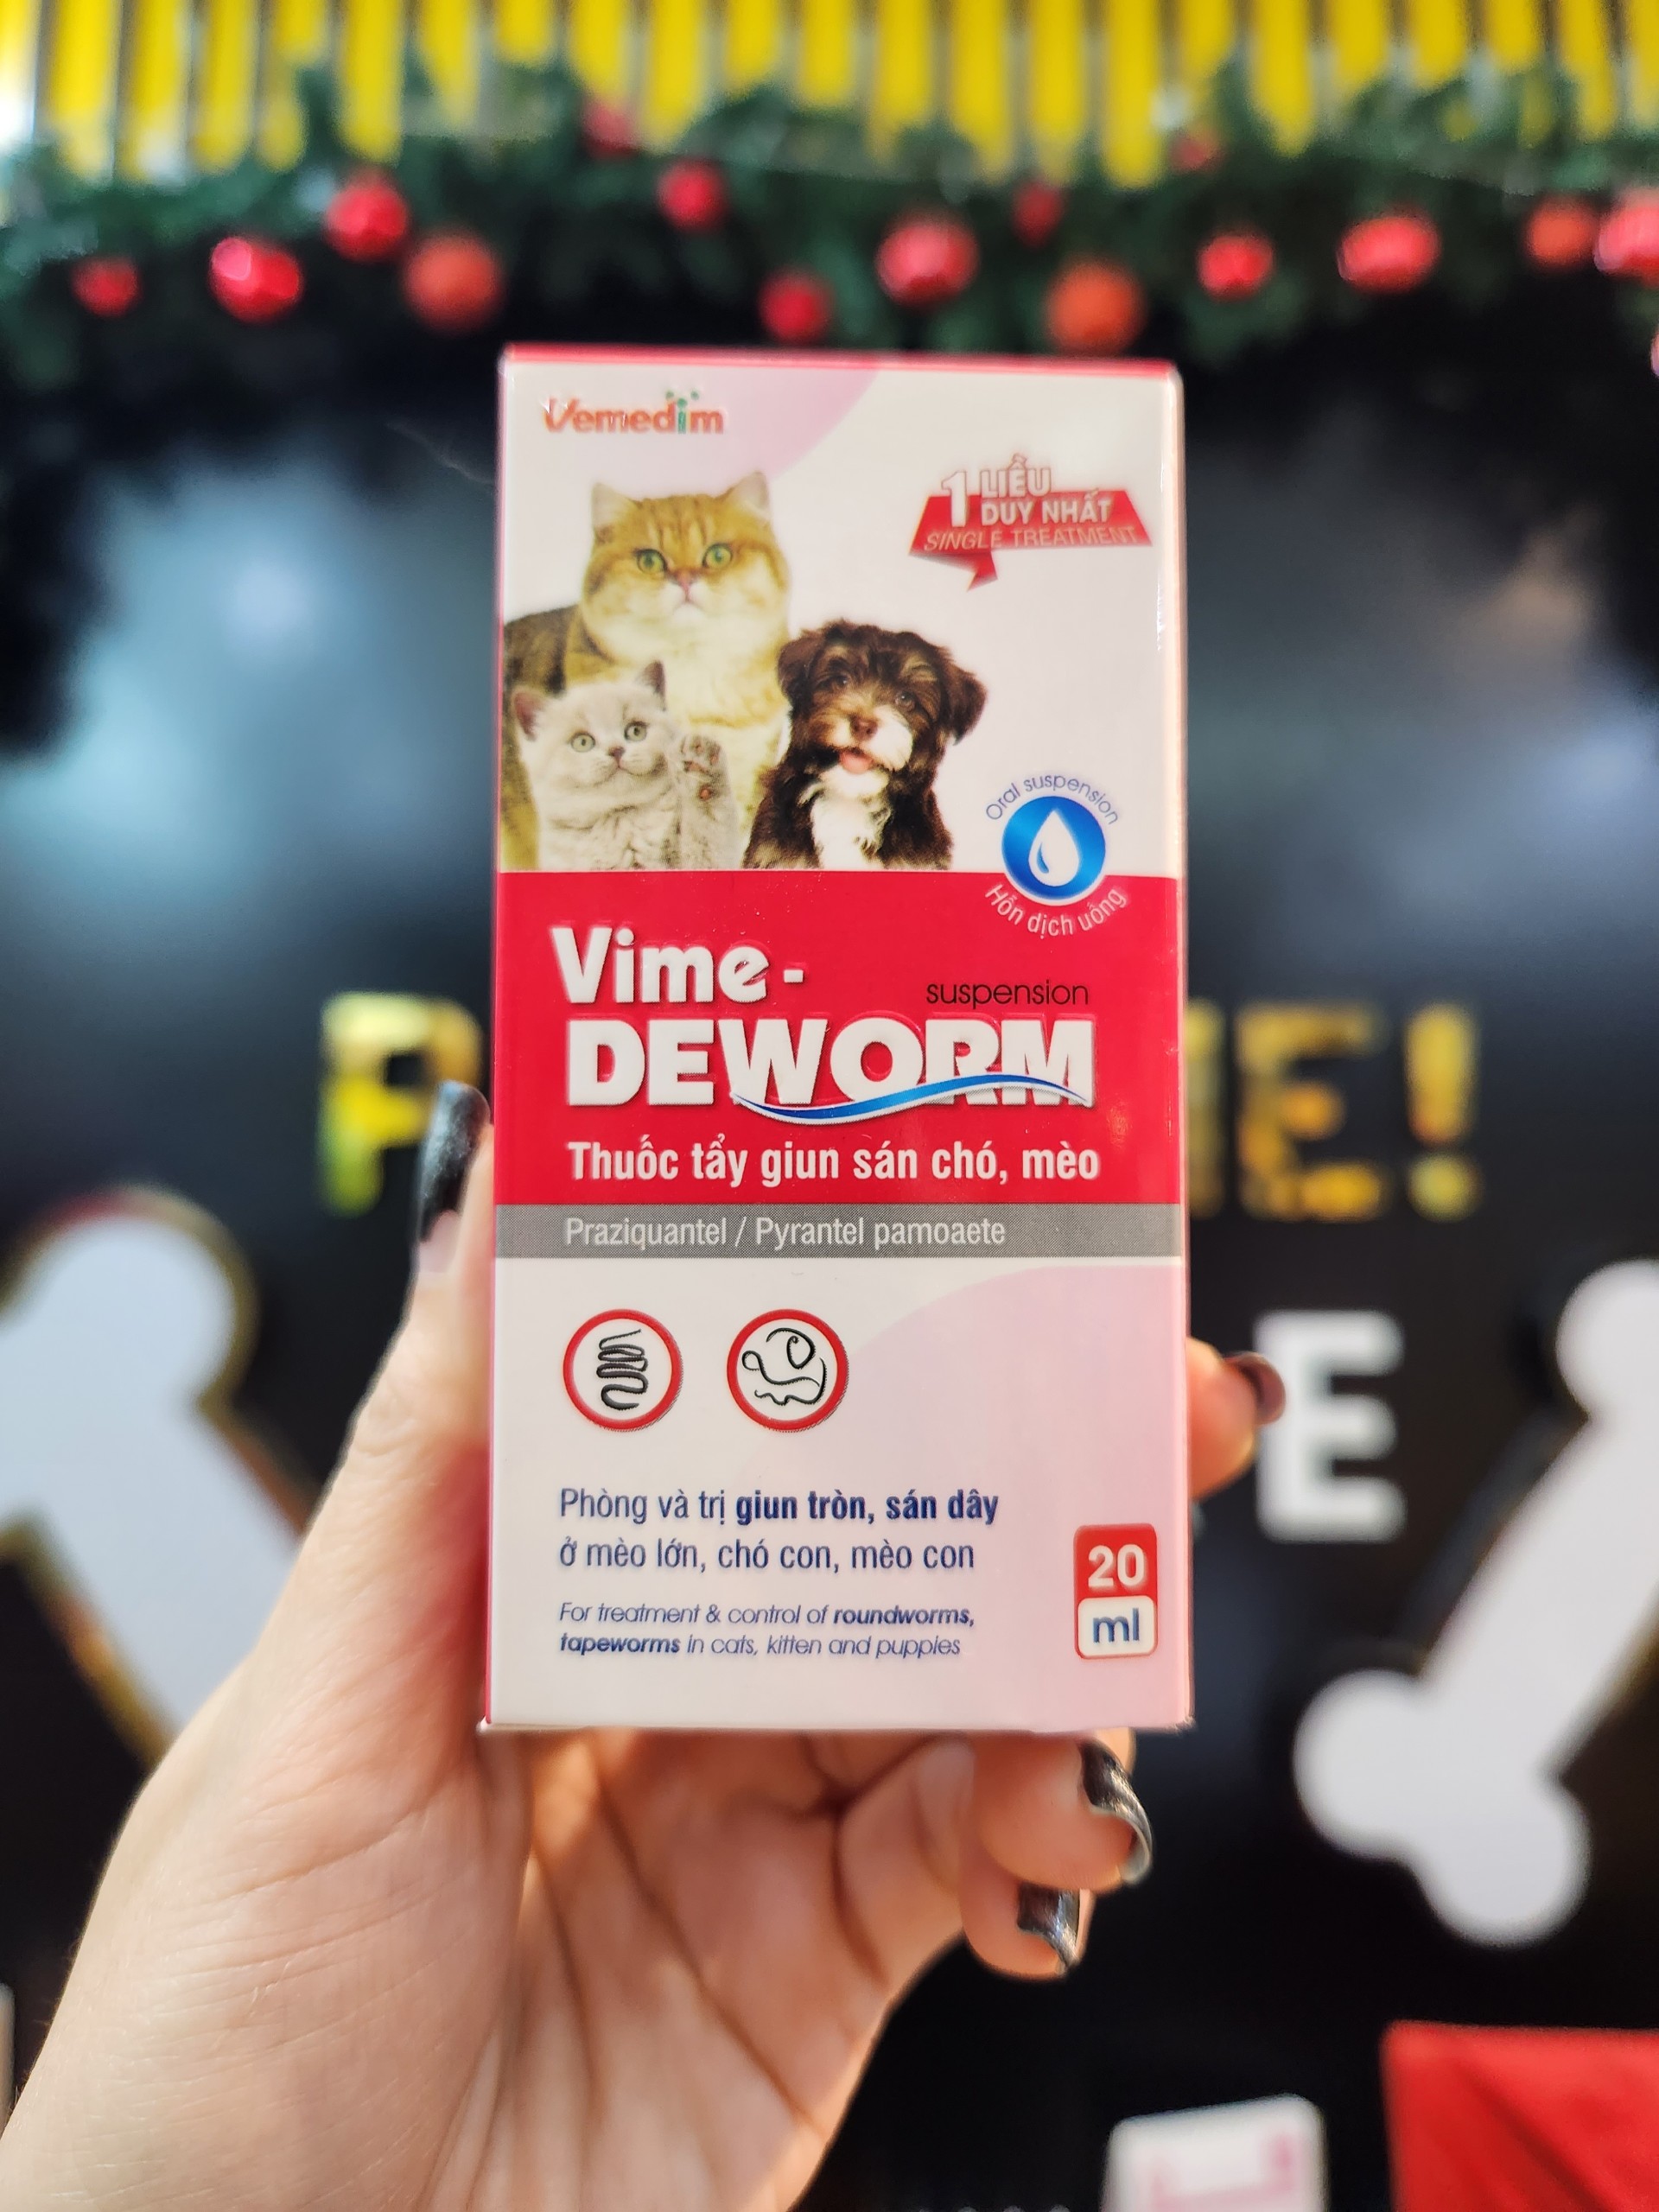 Vemedim
1 LIỀU
DUY NHẤT
SINGLE TREATMENT
Oral suspension
Hỗn dịch uống
Vime -
suspension
DEWORM
Thuốc tẩy giun sán chó, mèo
Praziquantel / Pyrantel pamoaete
Phòng và trị giun tròn, sán dây
ở mèo lớn, chó con, mèo con
For treatment & control of roundworms,
tapeworms in cats, kitten and puppies
20
ml
E